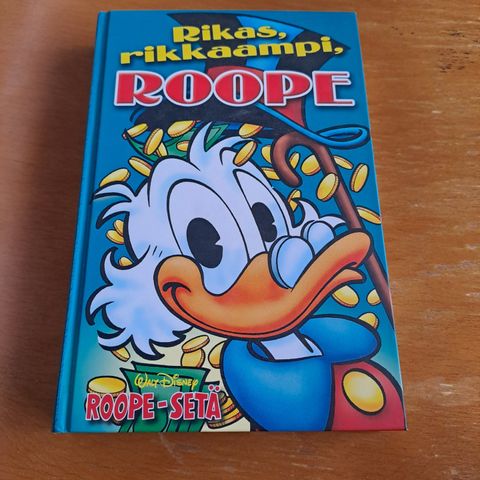 Rikas,
rikkaampi,
ROOPE
WALT DISNEY
ROOPE-SETÄ